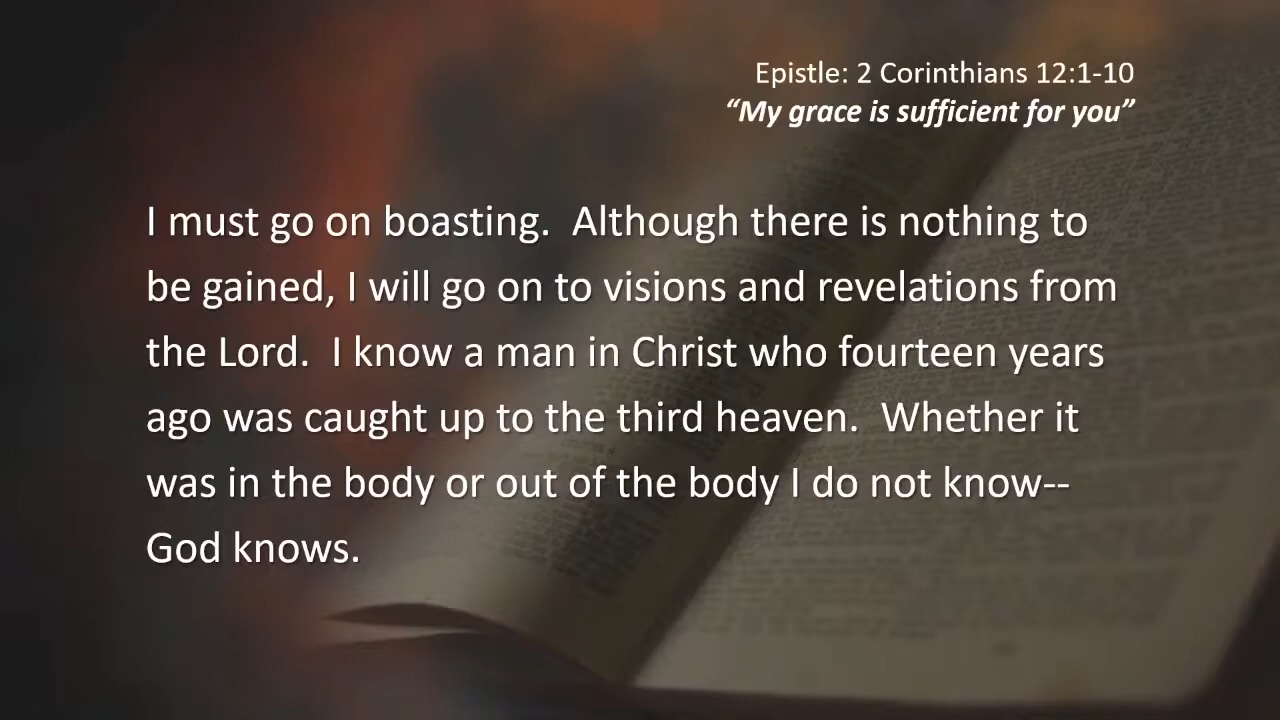 Epistle: 2 Corinthians 12:1-10
“My grace is sufficient for you”
I must go on boasting.  Although there is nothing to
be gained, I will go on to visions and revelations from
the Lord.  I know a man in Christ who fourteen years
ago was caught up to the third heaven.  Whether it
was in the body or out of the body I do not know--
God knows.